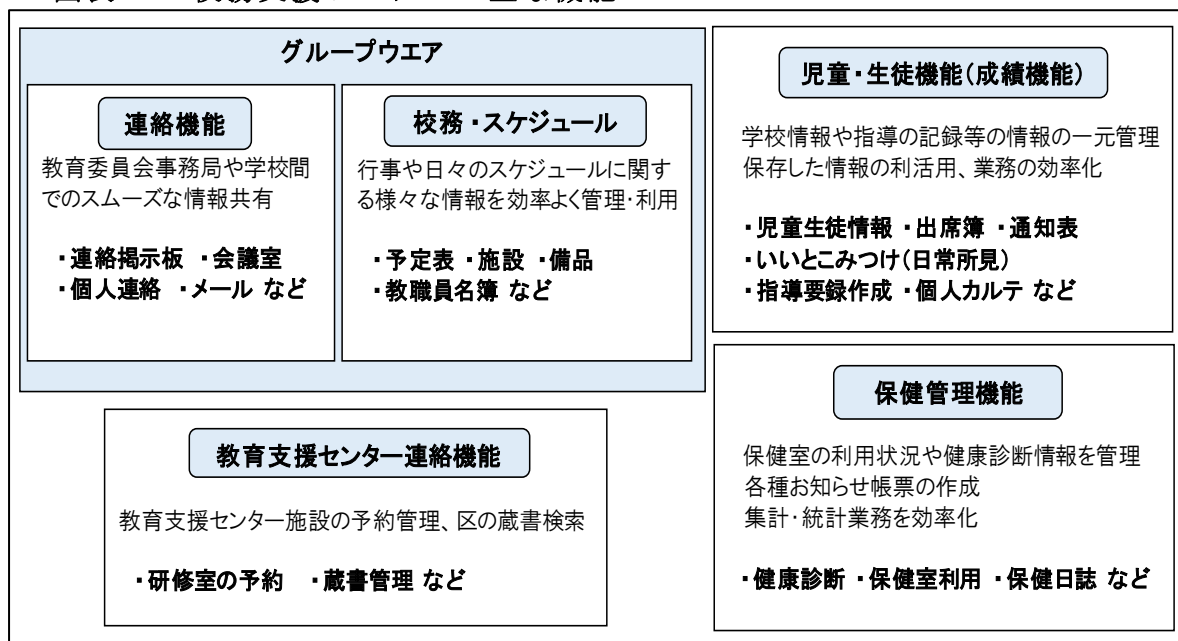 グループウエア
連絡機能
教育委員会事務局や学校間
でのスムーズな情報共有
・連絡掲示板 ・会議室
・個人連絡 ・メール など
校務・スケジュール
行事や日々のスケジュールに関す
る様々な情報を効率よく管理・利用
・予定表 ・施設 ・備品
・教職員名簿 など
児童・生徒機能(成績機能)
学校情報や指導の記録等の情報の一元管理
保存した情報の利活用、業務の効率化
・児童生徒情報 ・出席簿 ・通知表
・いいとこみつけ(日常所見)
・指導要録作成 ・個人カルテ など
教育支援センター連絡機能
教育支援センター施設の予約管理、区の蔵書検索
・研修室の予約 ・蔵書管理 など
保健管理機能
保健室の利用状況や健康診断情報を管理
各種お知らせ帳票の作成
集計・統計業務を効率化
・健康診断 ・保健室利用 ・保健日誌 など